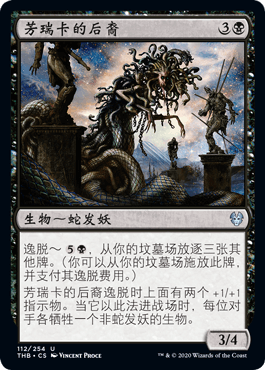 芳瑞卡的后裔 3
生物～蛇发妖
逸脱～5,从你的坟墓场放逐三张其
他牌。(你可以从你的坟墓场施放此牌,
并支付其逸脱费用。)
芳瑞卡的后裔逸脱时上面有两个+1/+1
指示物。当它以此法进战场时,每位对
手各牺牲一个非蛇发妖的生物。
3/4
112/254 U
THB • CS VINCENT PROCE
™ & © 2020 Wizards of the Coast